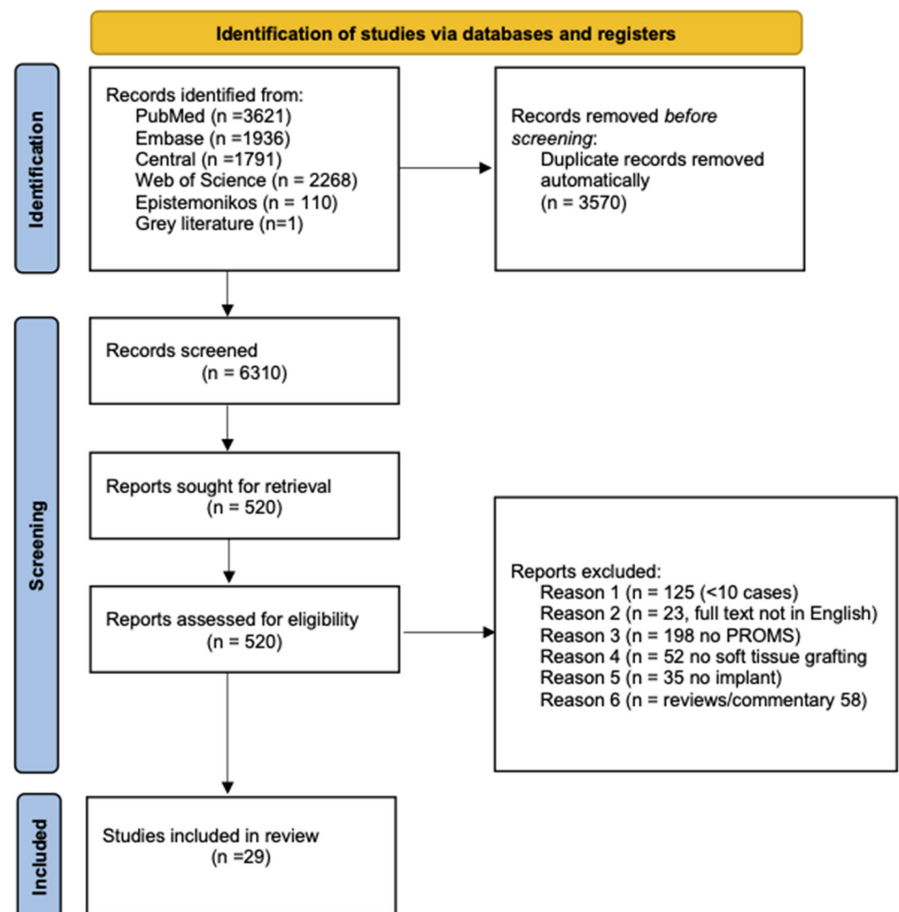 Identification of studies via databases and registers
Identification
Records identified from:
PubMed (n =3621)
Embase (n =1936)
Central (n =1791)
Web of Science (n = 2268)
Epistemonikos (n = 110)
Grey literature (n=1)
Records removed before
screening:
Duplicate records removed
automatically
(n = 3570)
Screening
Records screened
(n = 6310)
Reports sought for retrieval
(n = 520)
Reports assessed for eligibility
(n = 520)
Reports excluded:
Reason 1 (n = 125 (<10 cases)
Reason 2 (n = 23, full text not in English)
Reason 3 (n = 198 no PROMS)
Reason 4 (n = 52 no soft tissue grafting
Reason 5 (n = 35 no implant)
Reason 6 (n = reviews/commentary 58)
Included
Studies included in review
(n =29)